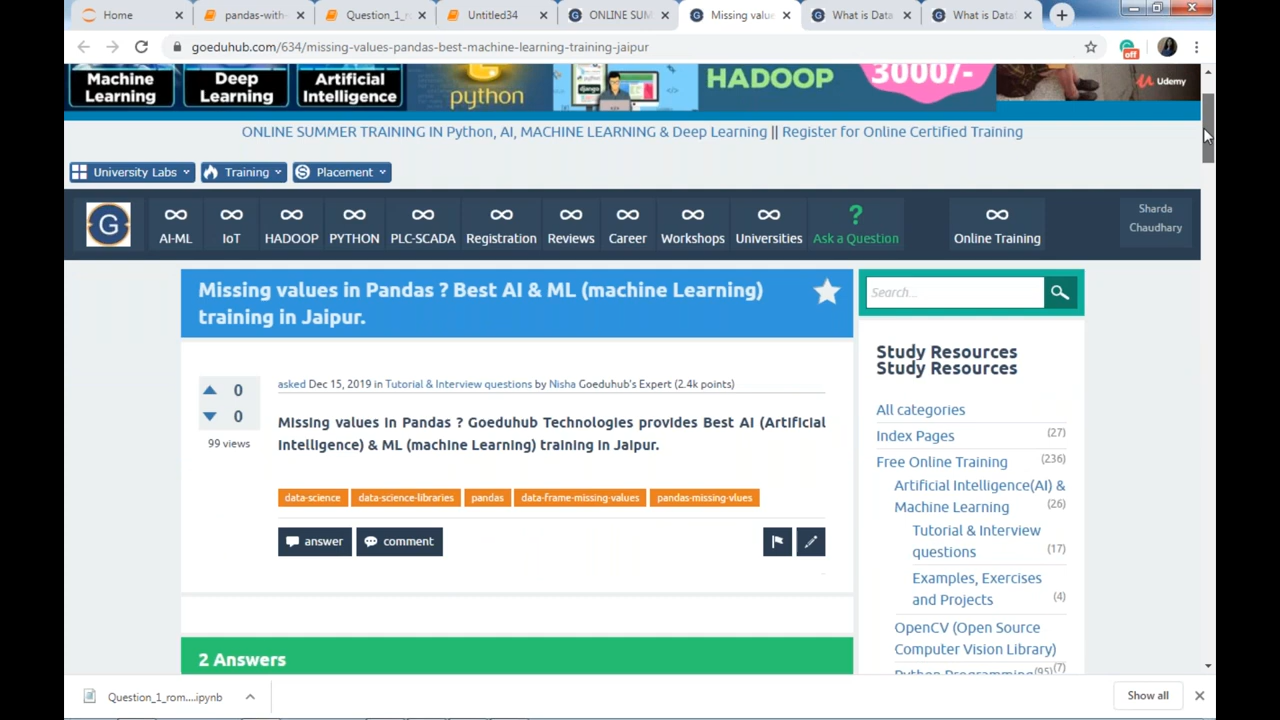 Home
pandas-with-
Question_1_r
Untitled34
ONLINE SUM
Missing value
What is Data
What is Data
goeduhub.com/634/missing-values-pandas-best-machine-learning-training-jaipur
off
Machine Learning
Deep Learning
Artificial Intelligence
python
HADOOP
3000/-
Udemy
ONLINE SUMMER TRAINING IN Python, AI, MACHINE LEARNING & Deep Learning || Register for Online Certified Training
University Labs
Training
Placement
G
AI-ML
IoT
HADOOP
PYTHON
PLC-SCADA
Registration
Reviews
Career
Workshops
Universities
?
Ask a Question
Online Training
Sharda
Chaudhary
Missing values in Pandas ? Best AI & ML (machine Learning)
training in Jaipur.
Search...
0
0
99 views
asked Dec 15, 2019 in Tutorial & Interview questions by Nisha Goeduhub's Expert (2.4k points)
Missing values in Pandas ? Goeduhub Technologies provides Best AI (Artificial
Intelligence) & ML (machine Learning) training in Jaipur.
data-science
data-science-libraries
pandas
data-frame-missing-values
pandas-missing-vlues
answer
comment
2 Answers
Study Resources
Study Resources
All categories
Index Pages (27)
Free Online Training (236)
Artificial Intelligence(AI) &
Machine Learning (26)
Tutorial & Interview
questions (17)
Examples, Exercises
and Projects (4)
OpenCV (Open Source
Computer Vision Library) (7)
Python Programming (95)
Question_1_rom....ipynb
Show all